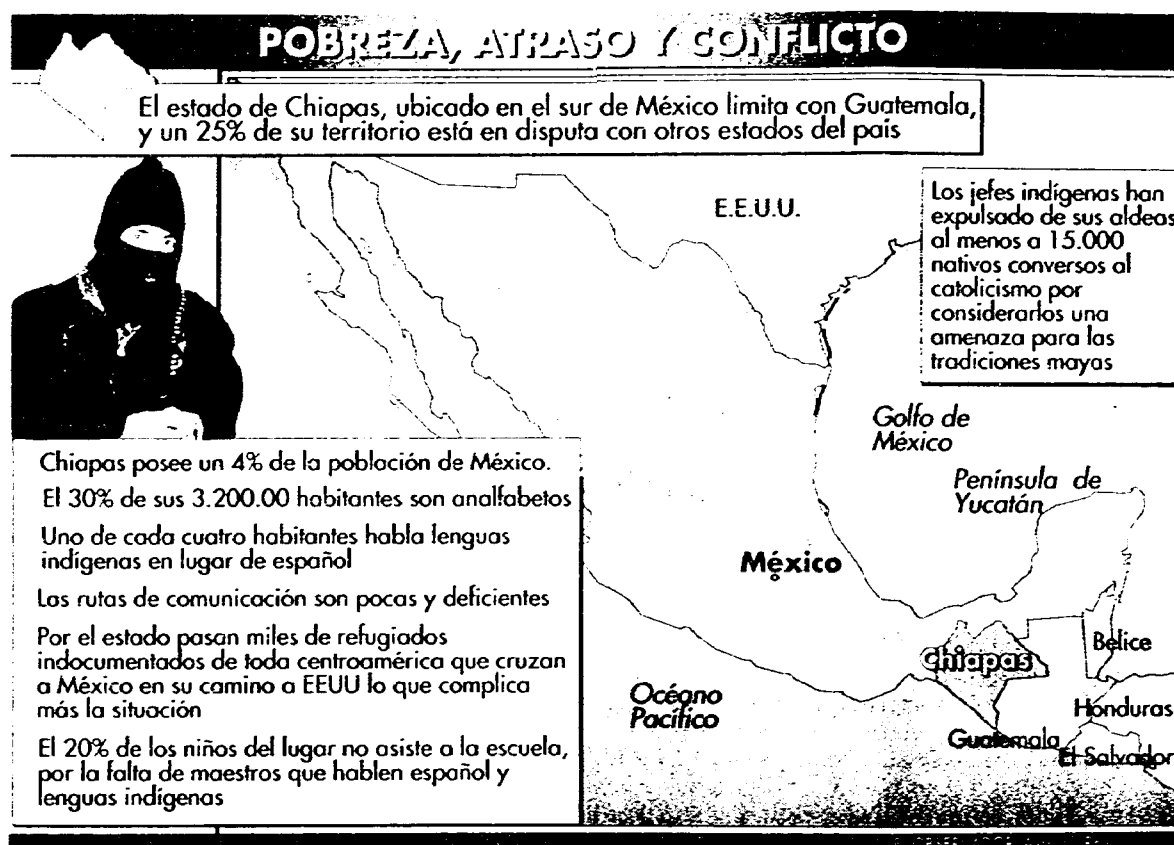 POBREZA, ATRASO Y CONFLICTO
El estado de Chiapas, ubicado en el sur de México limita con Guatemala,
y un 25% de su territorio está en disputa con otros estados del país
E.E.U.U.
Los jefes indígenas han
expulsado de sus aldeas
al menos a 15.000
nativos conversos al
catolicismo por
considerarlos una
amenaza para las
tradiciones mayas
Golfo de
México
Península de
Yucatán
México
Chiapas
Belice
Honduras
Guatemala
El Salvador
Océano
Pacífico
Chiapas posee un 4% de la población de México.
El 30% de sus 3.200.00 habitantes son analfabetos
Uno de cada cuatro habitantes habla lenguas
indígenas en lugar de español
Las rutas de comunicación son pocas y deficientes
Por el estado pasan miles de refugiados
indocumentados de toda centroamérica que cruzan
a México en su camino a EEUU lo que complica
más la situación
El 20% de los niños del lugar no asiste a la escuela,
por la falta de maestros que hablen español y
lenguas indígenas